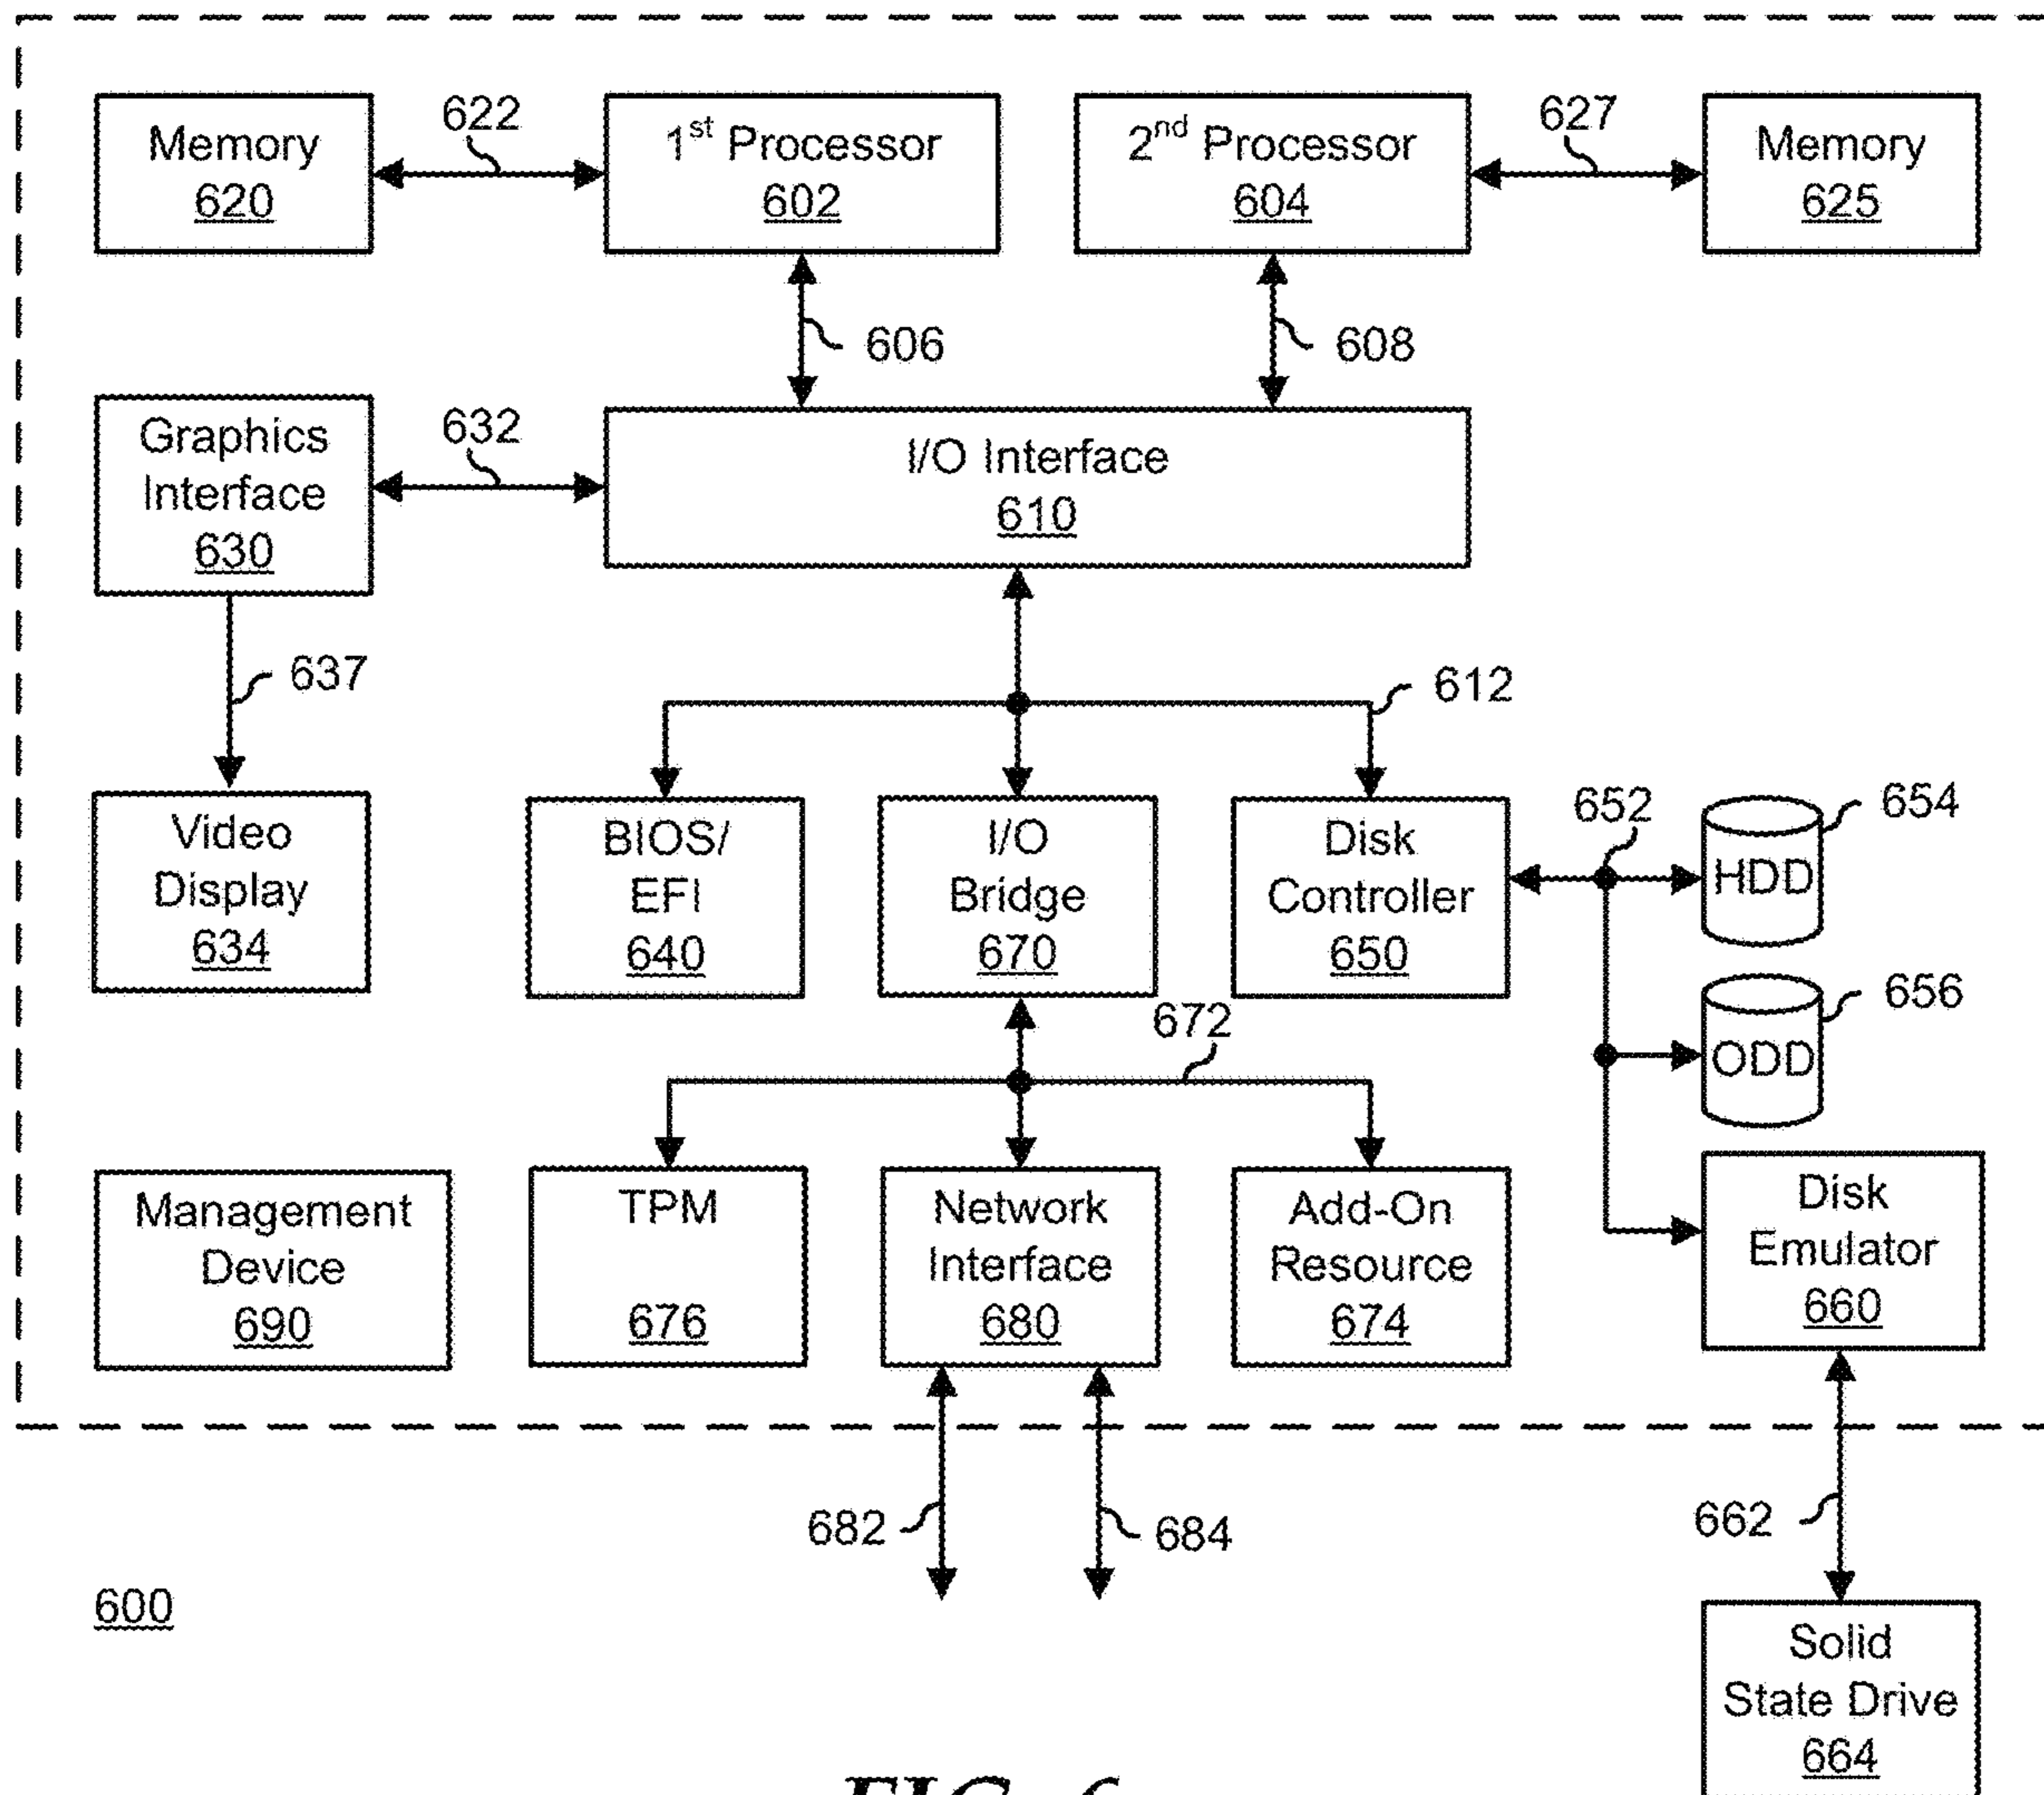 622
627
Memory
620
1st Processor
602
2nd Processor
604
Memory
625
606
608
632
Graphics
Interface
630
I/O Interface
610
637
612
652
654
Video
Display
634
BIOS/
EFI
640
I/O
Bridge
670
Disk
Controller
650
HDD
656
ODD
672
Management
Device
690
TPM
676
Network
Interface
680
Add-On
Resource
674
Disk
Emulator
660
682
684
662
600
Solid
State Drive
664
FIG. 6